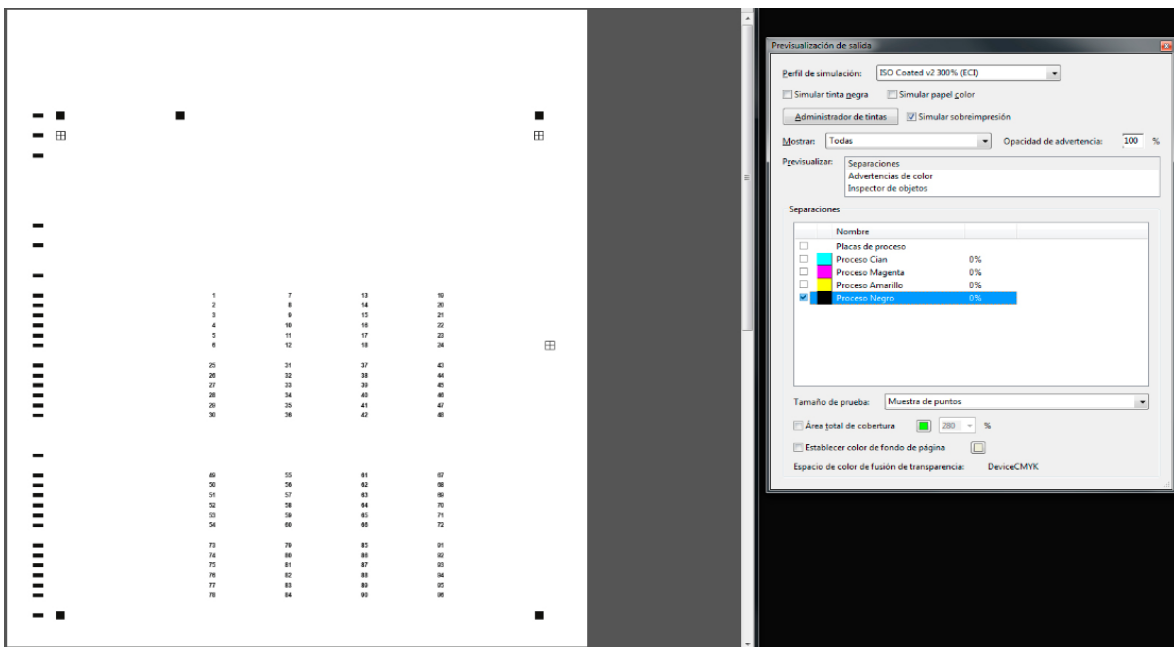 1 7 13 19
2 8 14 20
3 9 15 21
4 10 16 22
5 11 17 23
6 12 18 24
25 31 37 43
26 32 38 44
27 33 39 45
28 34 40 46
29 35 41 47
30 36 42 48
49 55 61 67
50 56 62 68
51 57 63 69
52 58 64 70
53 59 65 71
54 60 66 72
73 79 85 91
74 80 86 92
75 81 87 93
76 82 88 94
77 83 89 95
78 84 90 96
Previsualización de salida
Perfil de simulación: ISO Coated v2 300% (ECI)
Simular tinta negra Simular papel color
Administrador de tintas Simular sobreimpresión
Mostrar: Todas Opacidad de advertencia: 100 %
Previsualizar: Separaciones
Advertencias de color
Inspector de objetos
Separaciones
Nombre
Placas de proceso
Proceso Cian 0%
Proceso Magenta 0%
Proceso Amarillo 0%
Proceso Negro 0%
Tamaño de prueba: Muestra de puntos
Área total de cobertura 280 %
Establecer color de fondo de página
Espacio de color de fusión de transparencia: DeviceCMYK